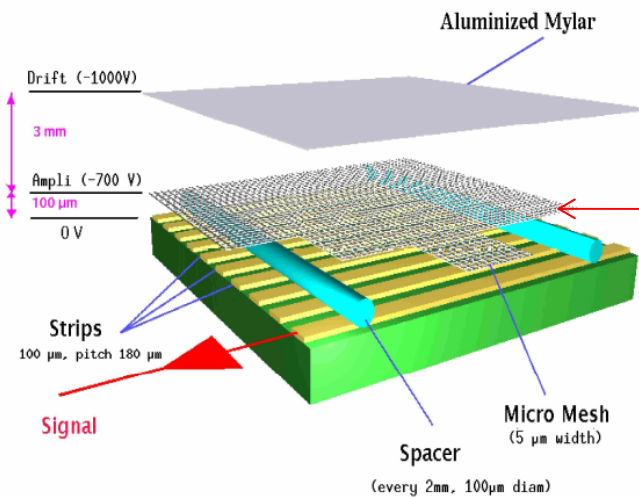 Aluminized Mylar
Drift (-1000V)
3 mm
Ampli (-700 V)
100 µm
0 V
Strips
100 µm, pitch 180 µm
Signal
Micro Mesh
(5 µm width)
Spacer
(every 2mm, 100µm diam)